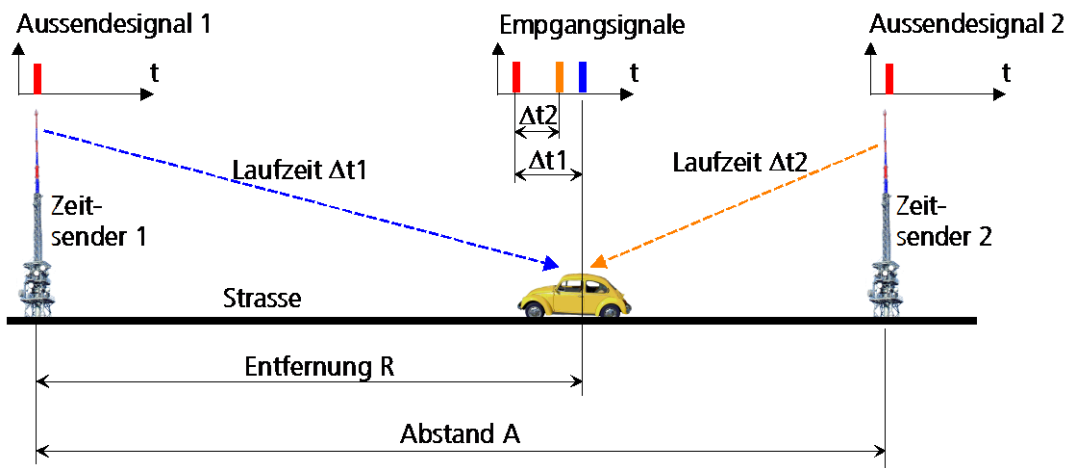 Aussendesignal 1
Empgangsignale
Aussendesignal 2
t
t
t
Δt2
Δt1
Laufzeit Δt1
Laufzeit Δt2
Zeit-
sender 1
Zeit-
sender 2
Strasse
Entfernung R
Abstand A